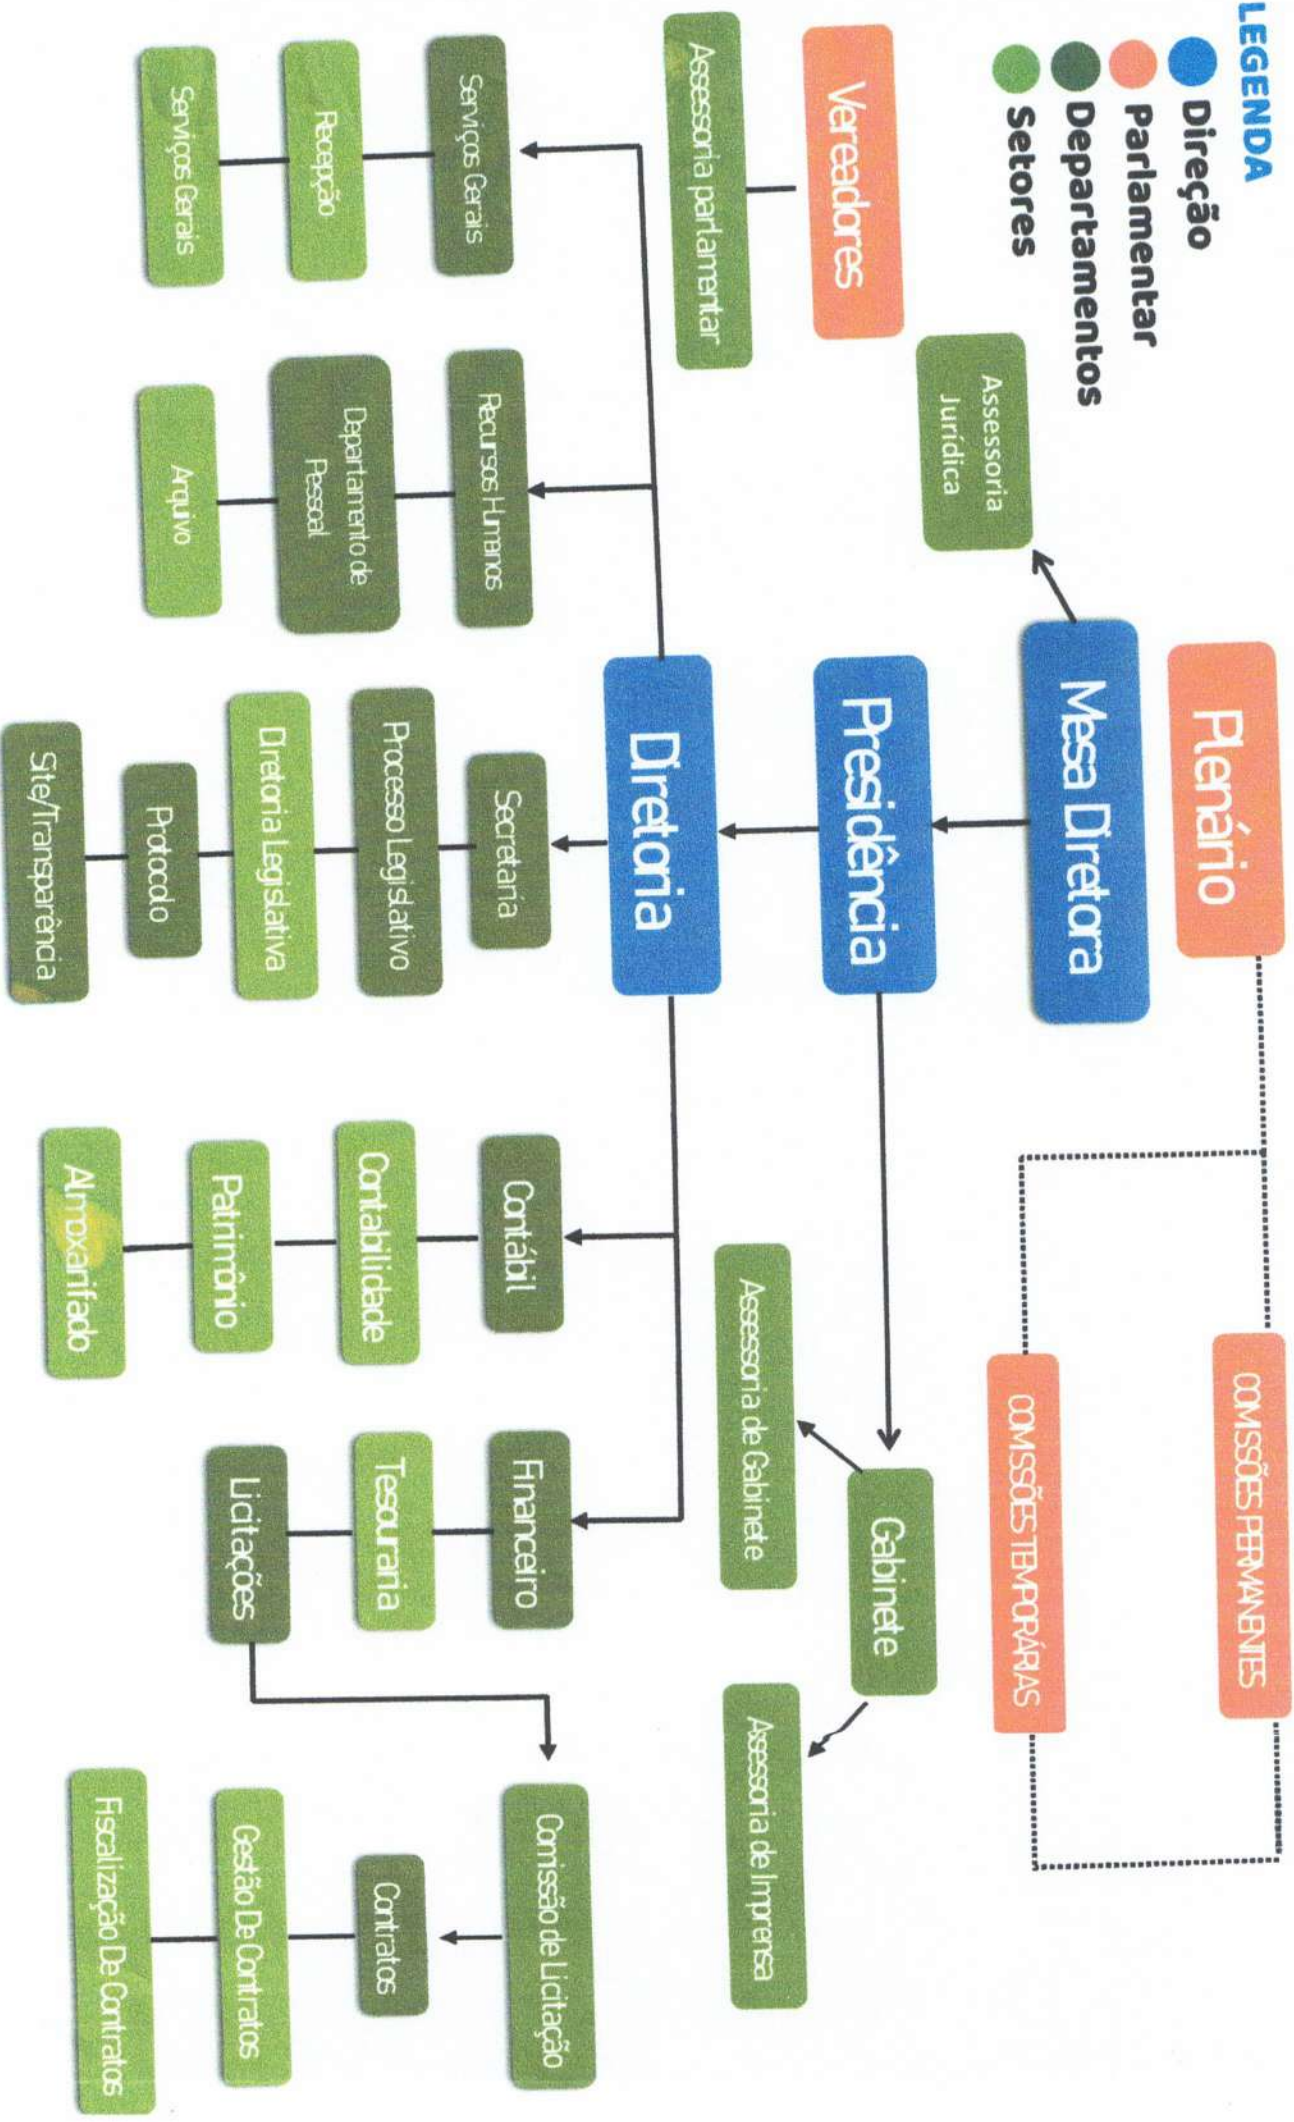 LEGENDA
Direção
Parlamentar
Departamentos
Setores
Plenário
COMISSÕES PERMANENTES
COMISSÕES TEMPORÁRIAS
Mesa Diretora
Assessoria
Jurídica
Vereadores
Assessoria parlamentar
Presidência
Gabinete
Assessoria de Gabinete
Assessoria de Imprensa
Diretoria
Serviços Gerais
Recepção
Serviços Gerais
Recursos Humanos
Departamento de
Pessoal
Arquivo
Secretaria
Processo Legislativo
Diretoria Legislativa
Protocolo
Site/Transparência
Contábil
Contabilidade
Patrimônio
Almoxarifado
Financeiro
Tesouraria
Licitações
Comissão de Licitação
Contratos
Gestão De Contratos
Fiscalização De Contratos